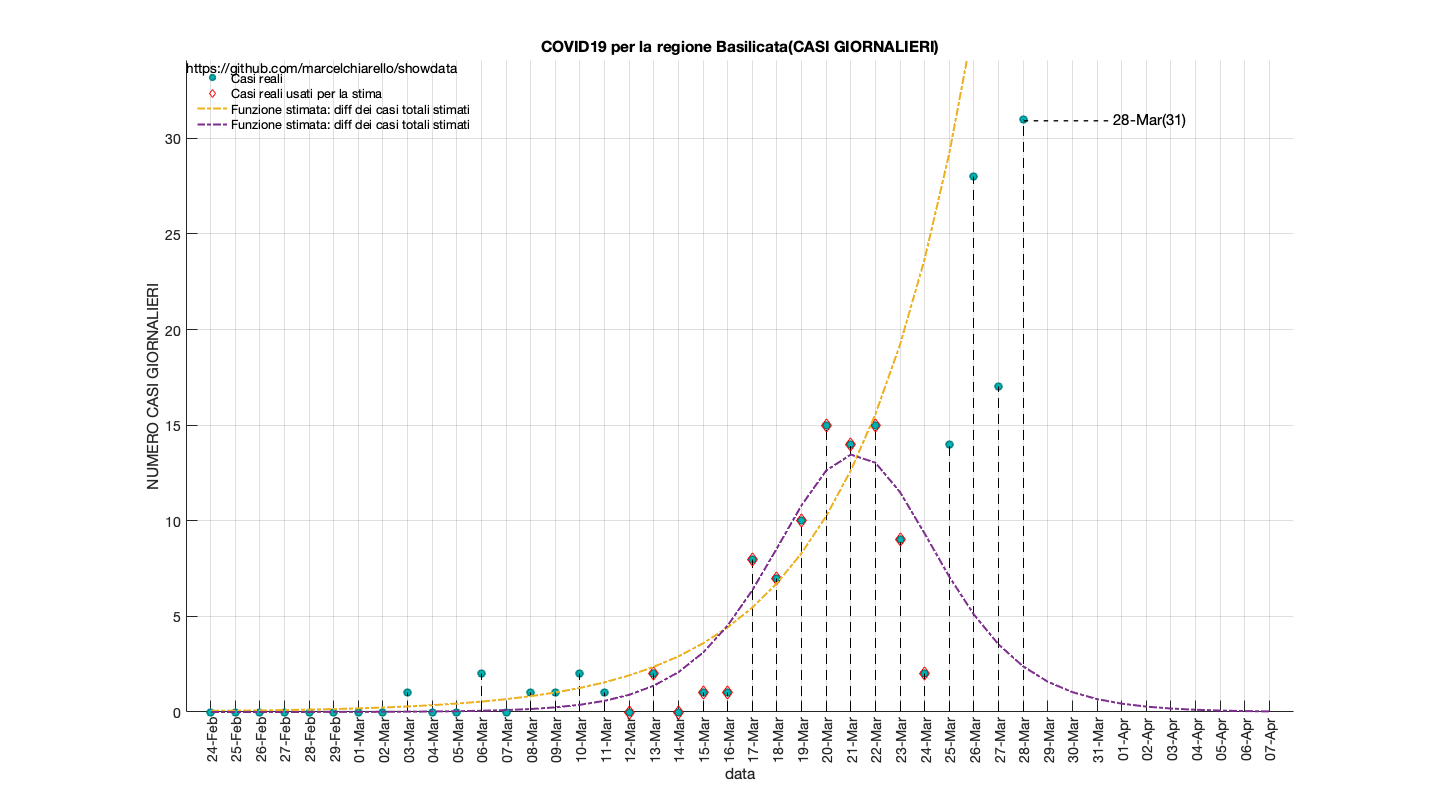 COVID19 per la regione Basilicata(CASI GIORNALIERI)
https://github.com/marcelchiarello/showdata
Casi reali
Casi reali usati per la stima
Funzione stimata: diff dei casi totali stimati
Funzione stimata: diff dei casi totali stimati
28-Mar(31)
NUMERO CASI GIORNALIERI
30
25
20
15
10
5
0
24-Feb
25-Feb
26-Feb
27-Feb
28-Feb
29-Feb
01-Mar
02-Mar
03-Mar
04-Mar
05-Mar
06-Mar
07-Mar
08-Mar
09-Mar
10-Mar
11-Mar
12-Mar
13-Mar
14-Mar
15-Mar
16-Mar
17-Mar
18-Mar
19-Mar
20-Mar
21-Mar
22-Mar
23-Mar
24-Mar
25-Mar
26-Mar
27-Mar
28-Mar
29-Mar
30-Mar
31-Mar
01-Apr
02-Apr
03-Apr
04-Apr
05-Apr
06-Apr
07-Apr
data